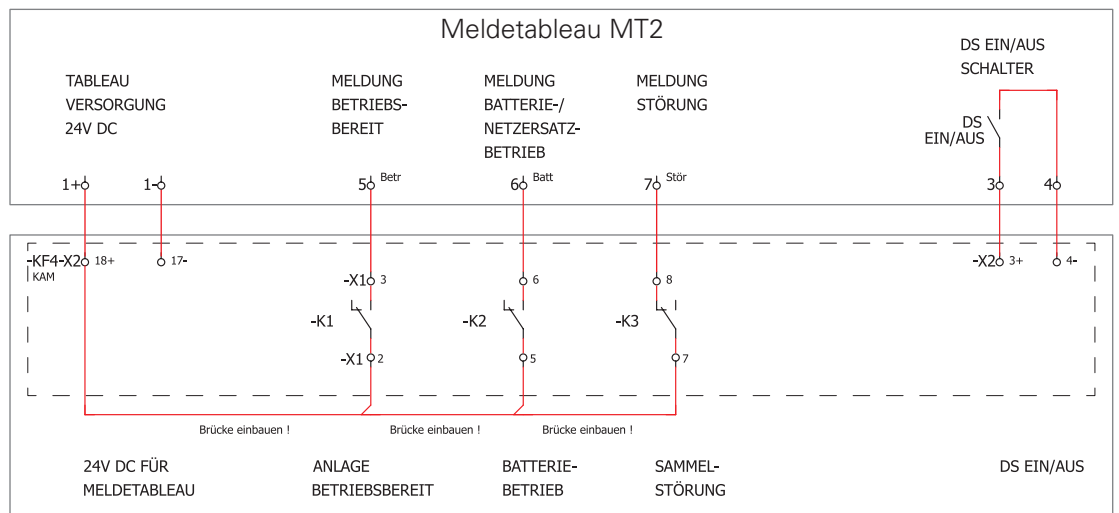 Meldetableau MT2
TABLEAU
VERSORGUNG
24V DC
MELDUNG
BETRIEBS-
BEREIT
MELDUNG
BATTERIE-/
NETZERSATZ-
BETRIEB
MELDUNG
STÖRUNG
DS EIN/AUS
SCHALTER
DS
EIN/AUS
1+
1-
5 Betr
6 Batt
7 Stör
3
4
-KF4-X2 18+
KAM
17-
-X2 3+
4-
-X1 3
6
8
-K1
-K2
-K3
-X1 2
5
7
Brücke einbauen !
Brücke einbauen !
Brücke einbauen !
24V DC FÜR
MELDETABLEAU
ANLAGE
BETRIEBSBEREIT
BATTERIE-
BETRIEB
SAMMEL-
STÖRUNG
DS EIN/AUS